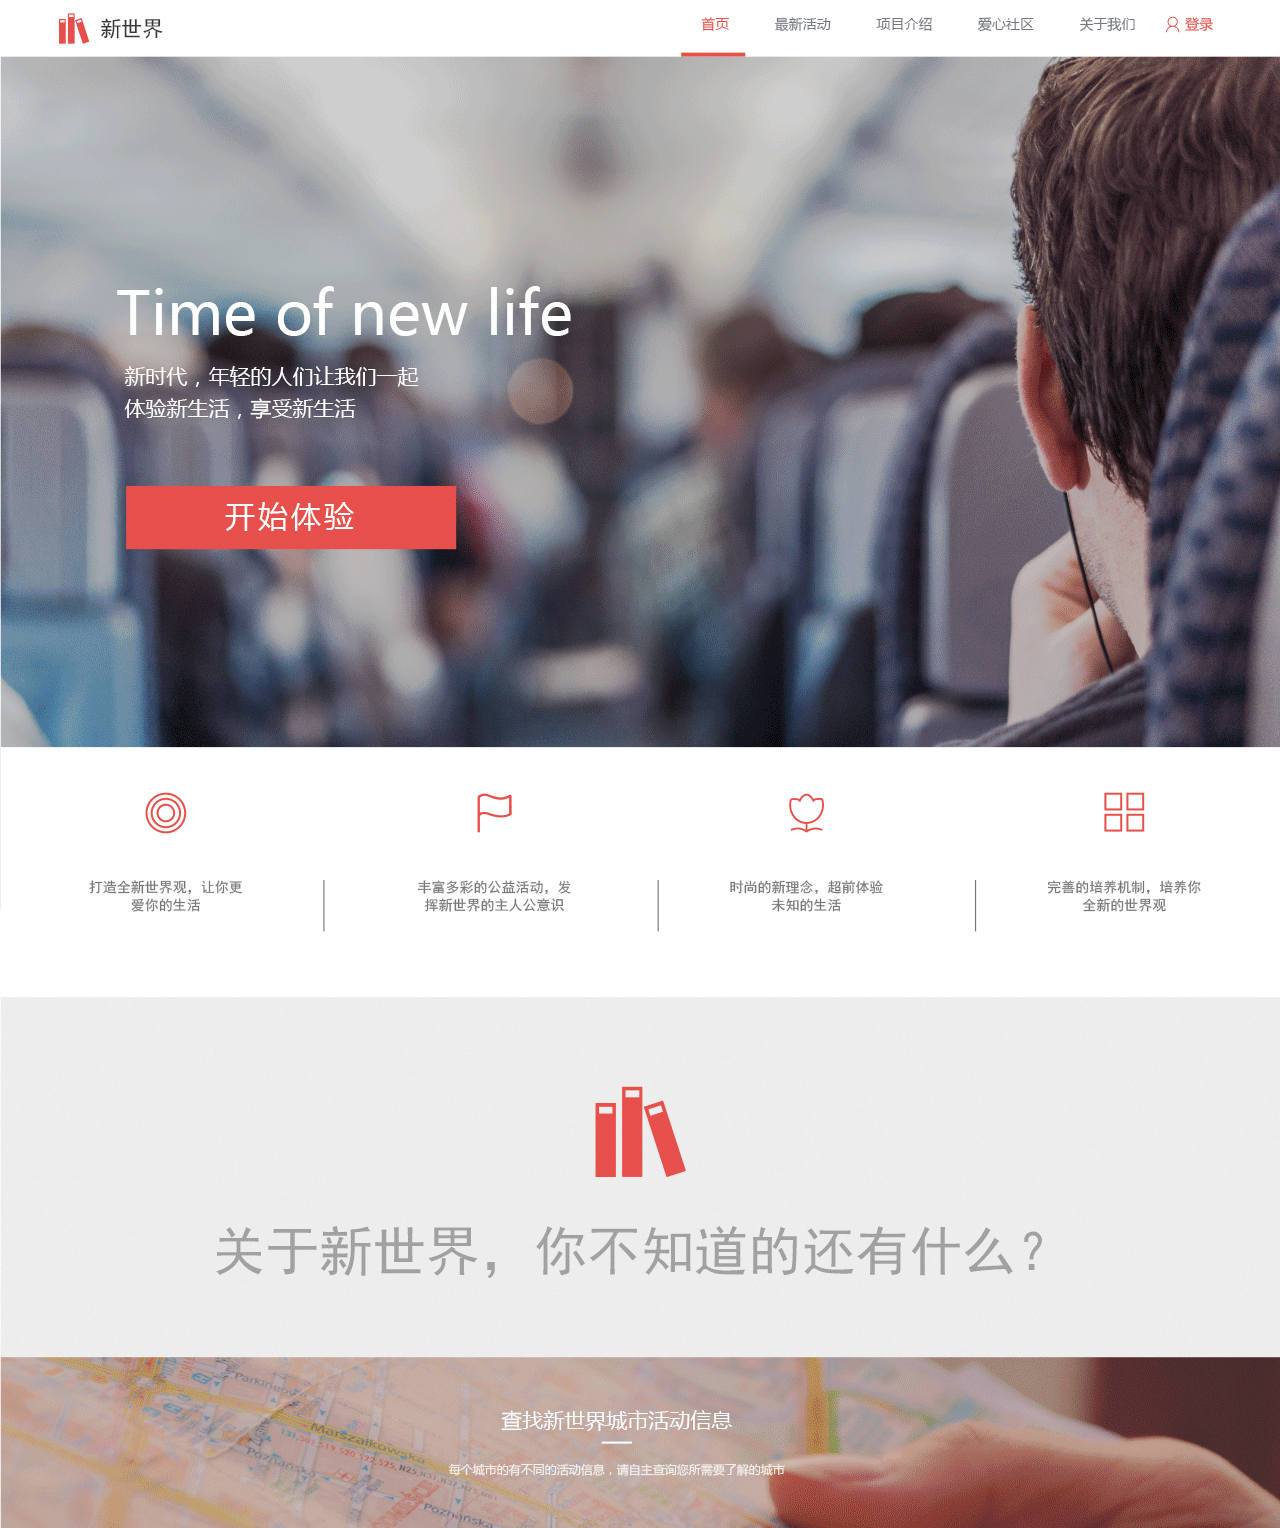 新世界
首页
最新活动
项目介绍
爱心社区
关于我们
登录
Time of new life
新时代，年轻的人们让我们一起
体验新生活，享受新生活
开始体验
打造全新世界观，让你更
爱你的生活
丰富多彩的公益活动，发
挥新世界的主人公意识
时尚的新理念，超前体验
未知的生活
完善的培养机制，培养你
全新的世界观
关于新世界，你不知道的还有什么？
Parkingowa
查找新世界城市活动信息
Marszałkowska
Poznańska
每个城市的有不同的活动信息，请自主查询您所需要了解的城市
Poznańska